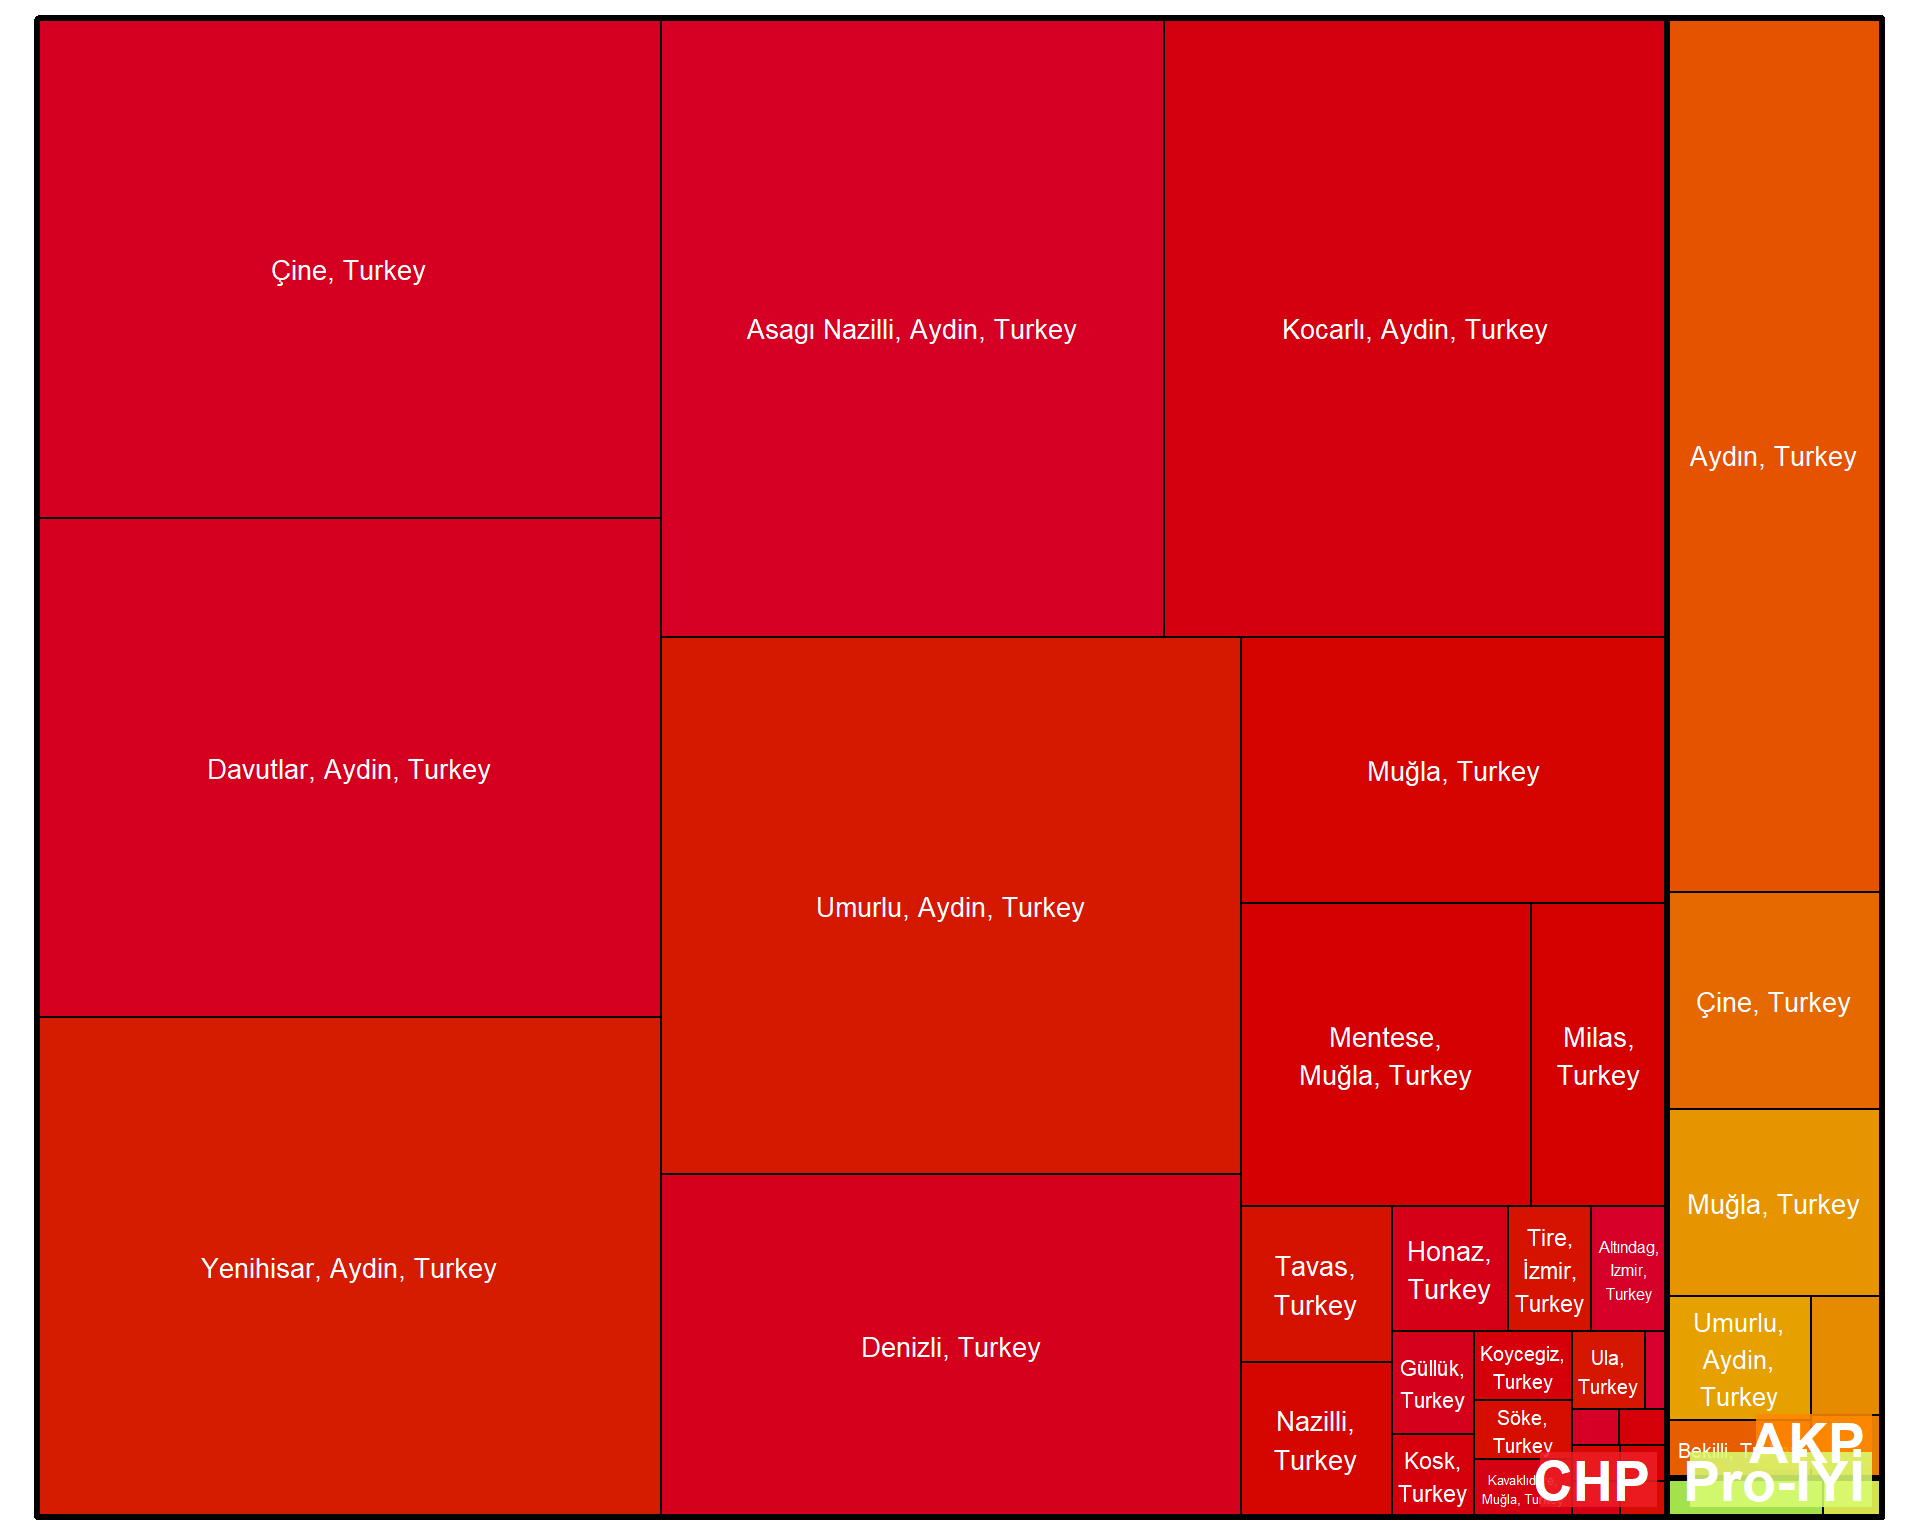 Çine, Turkey
Asagı Nazilli, Aydin, Turkey
Kocarlı, Aydin, Turkey
Aydın, Turkey
Davutlar, Aydin, Turkey
Umurlu, Aydin, Turkey
Muğla, Turkey
Mentese,
Muğla, Turkey
Milas,
Turkey
Çine, Turkey
Muğla, Turkey
Yenihisar, Aydin, Turkey
Denizli, Turkey
Tavas,
Turkey
Honaz,
Turkey
Tire,
İzmir,
Turkey
Altındag,
Izmir,
Turkey
Nazilli,
Turkey
Güllük,
Turkey
Koycegiz,
Turkey
Ula,
Turkey
Söke,
Turkey
Kosk,
Turkey
Muğla,
Umurlu,
Aydin,
Turkey
Bekilli,
AKP
CHP
Pro-IYI